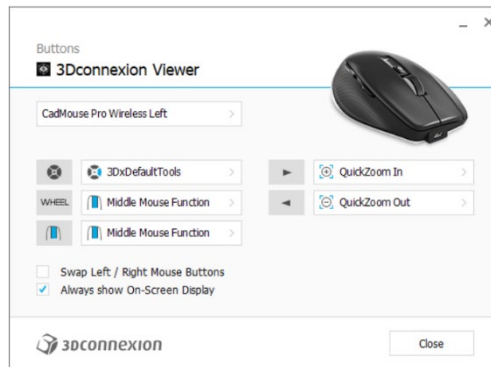 Buttons
3Dconnexion Viewer
CadMouse Pro Wireless Left
3DxDefaultTools
QuickZoom In
WHEEL
Middle Mouse Function
QuickZoom Out
Middle Mouse Function
Swap Left / Right Mouse Buttons
Always show On-Screen Display
3Dconnexion
Close